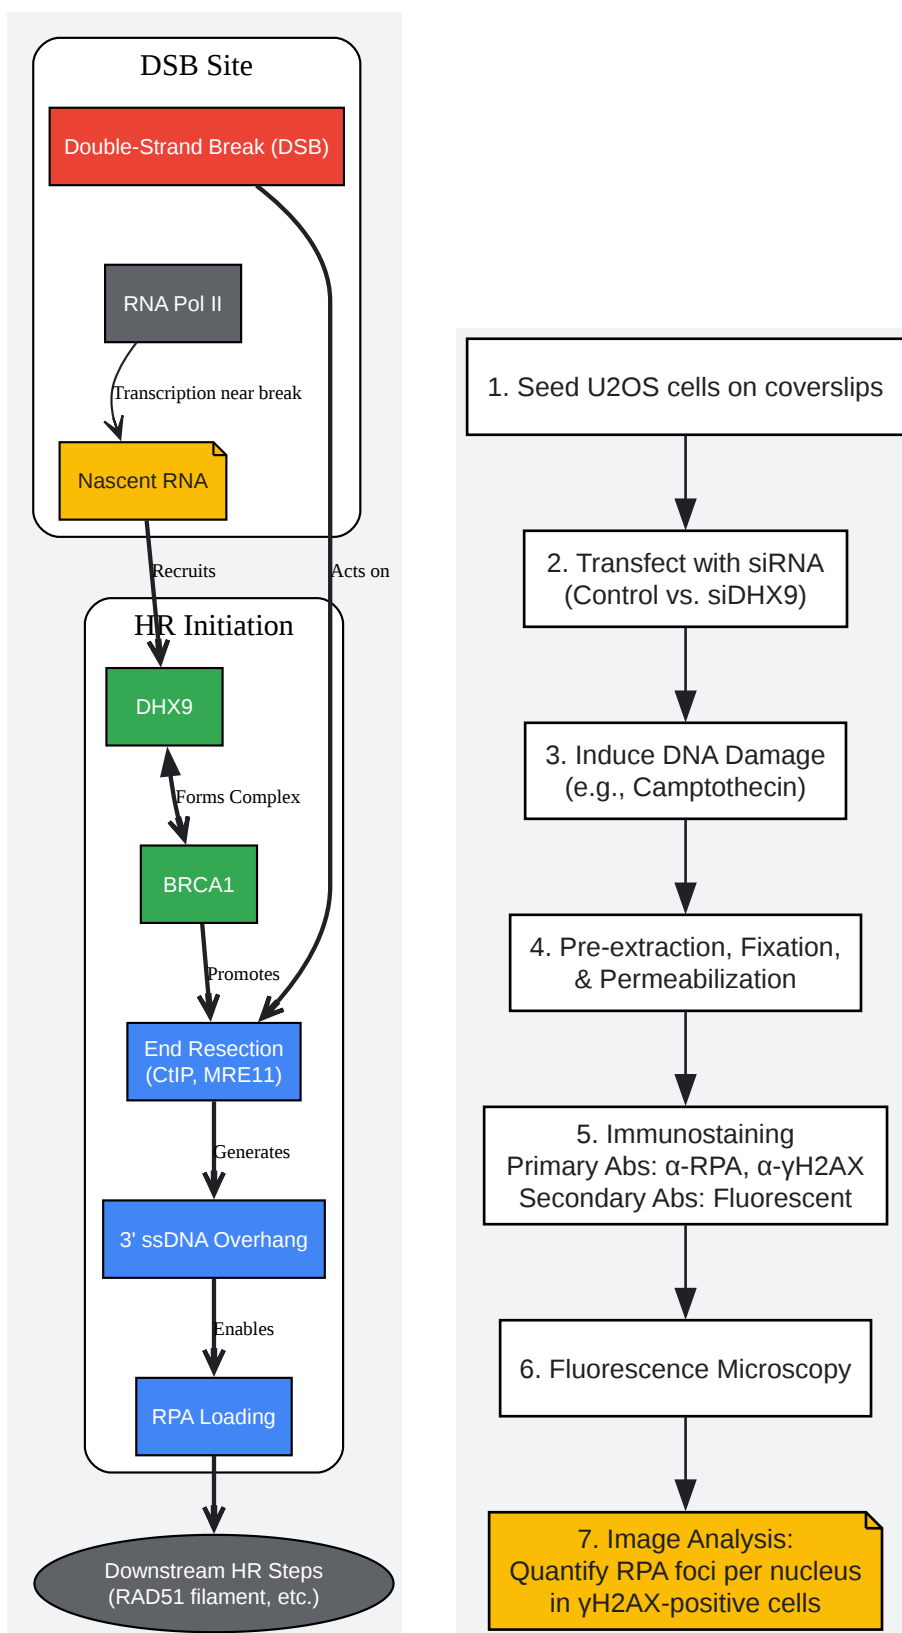 DSB Site
Double-Strand Break (DSB)
RNA Pol II
Transcription near break
Nascent RNA
Recruits
Acts on
HR Initiation
DHX9
Forms Complex
BRCA1
Promotes
End Resection
(CtIP, MRE11)
Generates
3' ssDNA Overhang
Enables
RPA Loading
Downstream HR Steps
(RAD51 filament, etc.)
1. Seed U2OS cells on coverslips
2. Transfect with siRNA
(Control vs. siDHX9)
3. Induce DNA Damage
(e.g., Camptothecin)
4. Pre-extraction, Fixation,
& Permeabilization
5. Immunostaining
Primary Abs: α-RPA, α-γH2AX
Secondary Abs: Fluorescent
6. Fluorescence Microscopy
7. Image Analysis:
Quantify RPA foci per nucleus
in γH2AX-positive cells